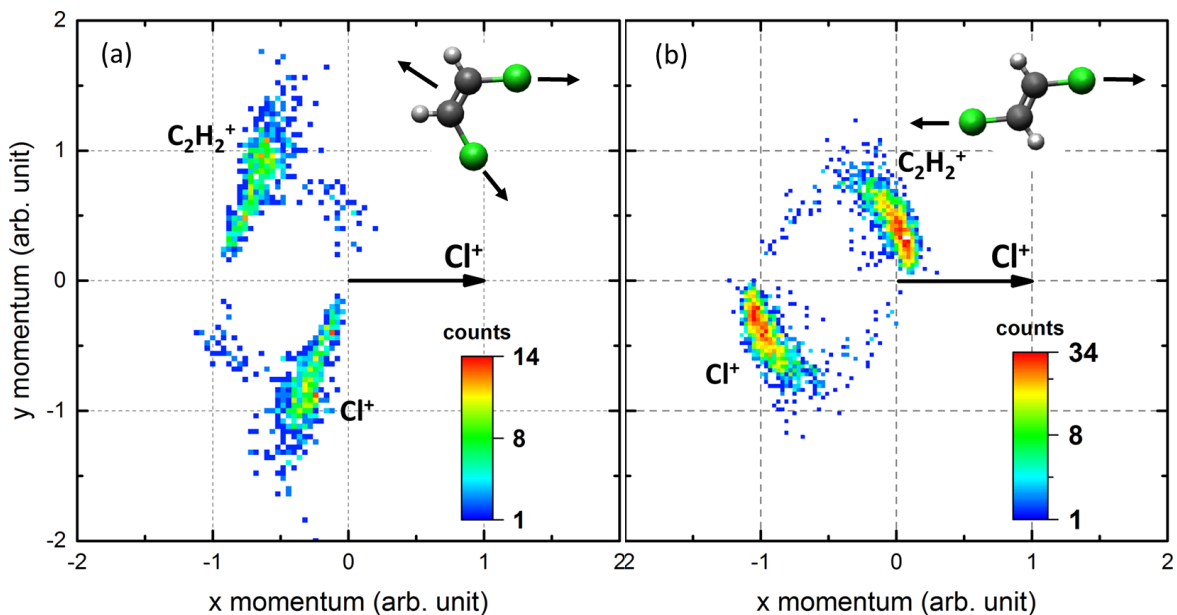 2
1
0
-1
-2
y momentum (arb. unit)
(a)
C₂H₂⁺
Cl⁺
Cl⁺
counts
14
8
1
-2
-1
0
1
2
x momentum (arb. unit)
(b)
C₂H₂⁺
Cl⁺
Cl⁺
counts
34
8
1
2
-1
0
1
2
x momentum (arb. unit)